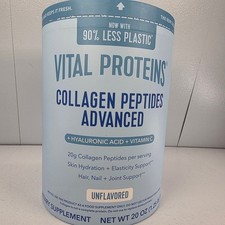 NOW WITH
90% LESS PLASTIC*
VITAL PROTEINS®
COLLAGEN PEPTIDES
ADVANCED
+ HYALURONIC ACID + VITAMIN C
20g Collagen Peptides per serving
Skin Hydration + Elasticity Support**
Hair, Nail + Joint Support**
UNFLAVORED
SUPPLEMENT
NET WT 20 OZ